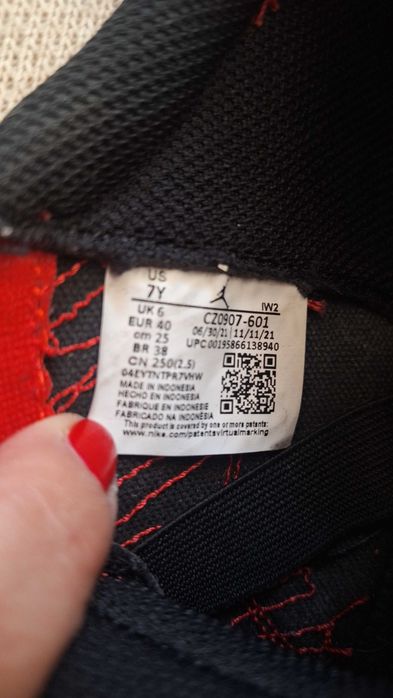 US
7Y
IW2
UK 6
EUR 40
cm 25
BR 38
CN 250(2.5)
CZ0907-601
06/30/21 11/11/21
UPC:00195866138940
04EYTNTPR7VHW
MADE IN INDONESIA
HECHO EN INDONESIA
FABRIQUE EN INDONESIE
FABRICADO NA INDONÉSIA
This product is covered by one or more patents:
www.nike.com/patentsvirtualmarking